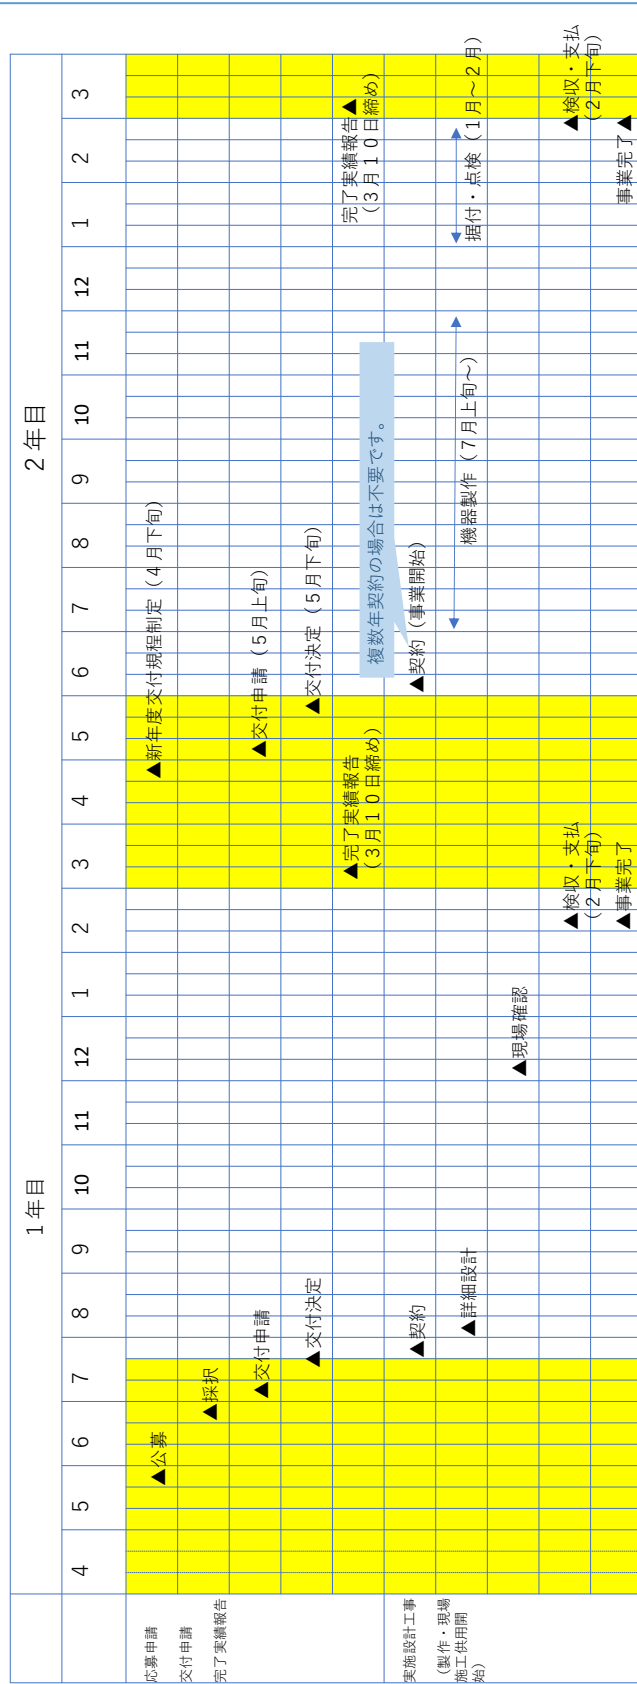 １年目
２年目
4
5
6
7
8
9
10
11
12
1
2
3
4
5
6
7
8
9
10
11
12
1
2
3
応募申請
交付申請
完了実績報告
▲公募
▲新年度交付規程制定（４月下旬）
▲採択
▲交付申請
▲交付申請（５月上旬）
▲交付決定
▲交付決定（５月下旬）
▲完了実績報告
（３月１０日締め）
完了実績報告▲
（３月１０日締め）
複数年契約の場合は不要です。
実施設計工事
（製作・現場
施工供用開
始）
▲契約
▲契約（事業開始）
▲詳細設計
機器製作（７月上旬～）
据付・点検（１月～２月）
▲現場確認
▲検収・支払
（２月下旬）
▲検収・支払
（２月下旬）
▲事業完了
事業完了▲